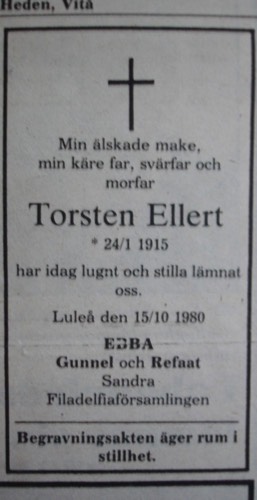 Heden, Vita
Min älskade make,
min käre far, svärfar och
morfar
Torsten Ellert
* 24/1 1915
har idag lugnt och stilla lämnat
oss.
Luleå den 15/10 1980
EBBA
Gunnel och Refaat
Sandra
Filadelfiaförsamlingen
Begravningsakten äger rum i
stillhet.